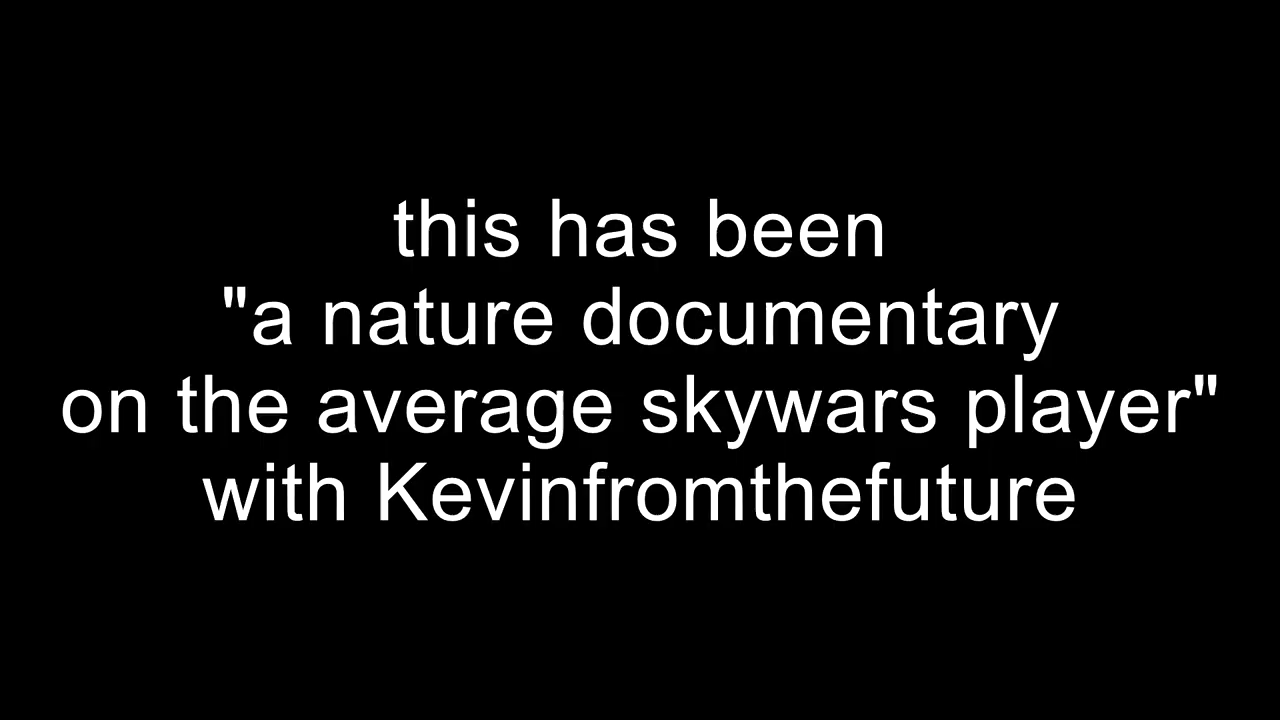 this has been
"a nature documentary
on the average skywars player"
with Kevinfromthefuture